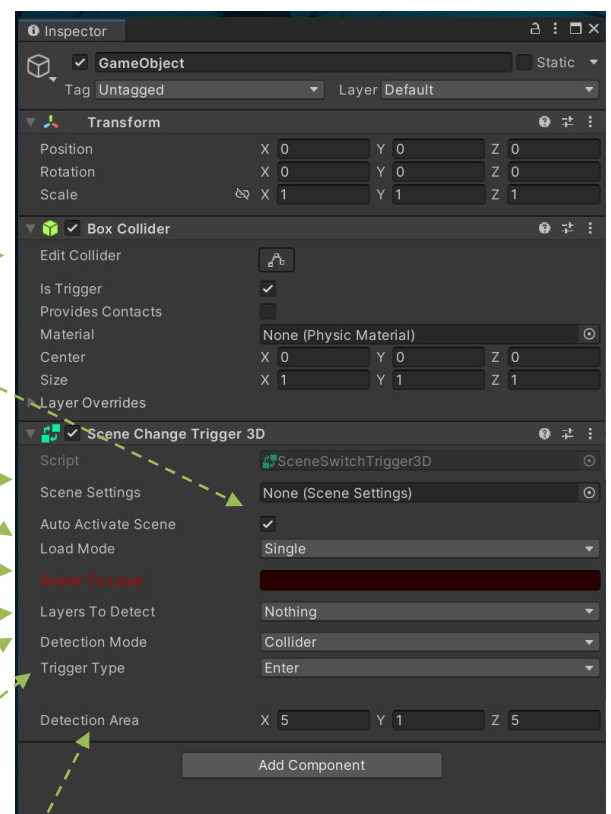 Inspector
GameObject Static
Tag Untagged Layer Default
Transform
Position X 0 Y 0 Z 0
Rotation X 0 Y 0 Z 0
Scale X 1 Y 1 Z 1
Box Collider
Edit Collider
Is Trigger
Provides Contacts
Material None (Physic Material)
Center X 0 Y 0 Z 0
Size X 1 Y 1 Z 1
Layer Overrides
Scene Change Trigger 3D
Script SceneSwitchTrigger3D
Scene Settings None (Scene Settings)
Auto Activate Scene
Load Mode Single
Scene To Load
Layers To Detect Nothing
Detection Mode Collider
Trigger Type Enter
Detection Area X 5 Y 1 Z 5
Add Component